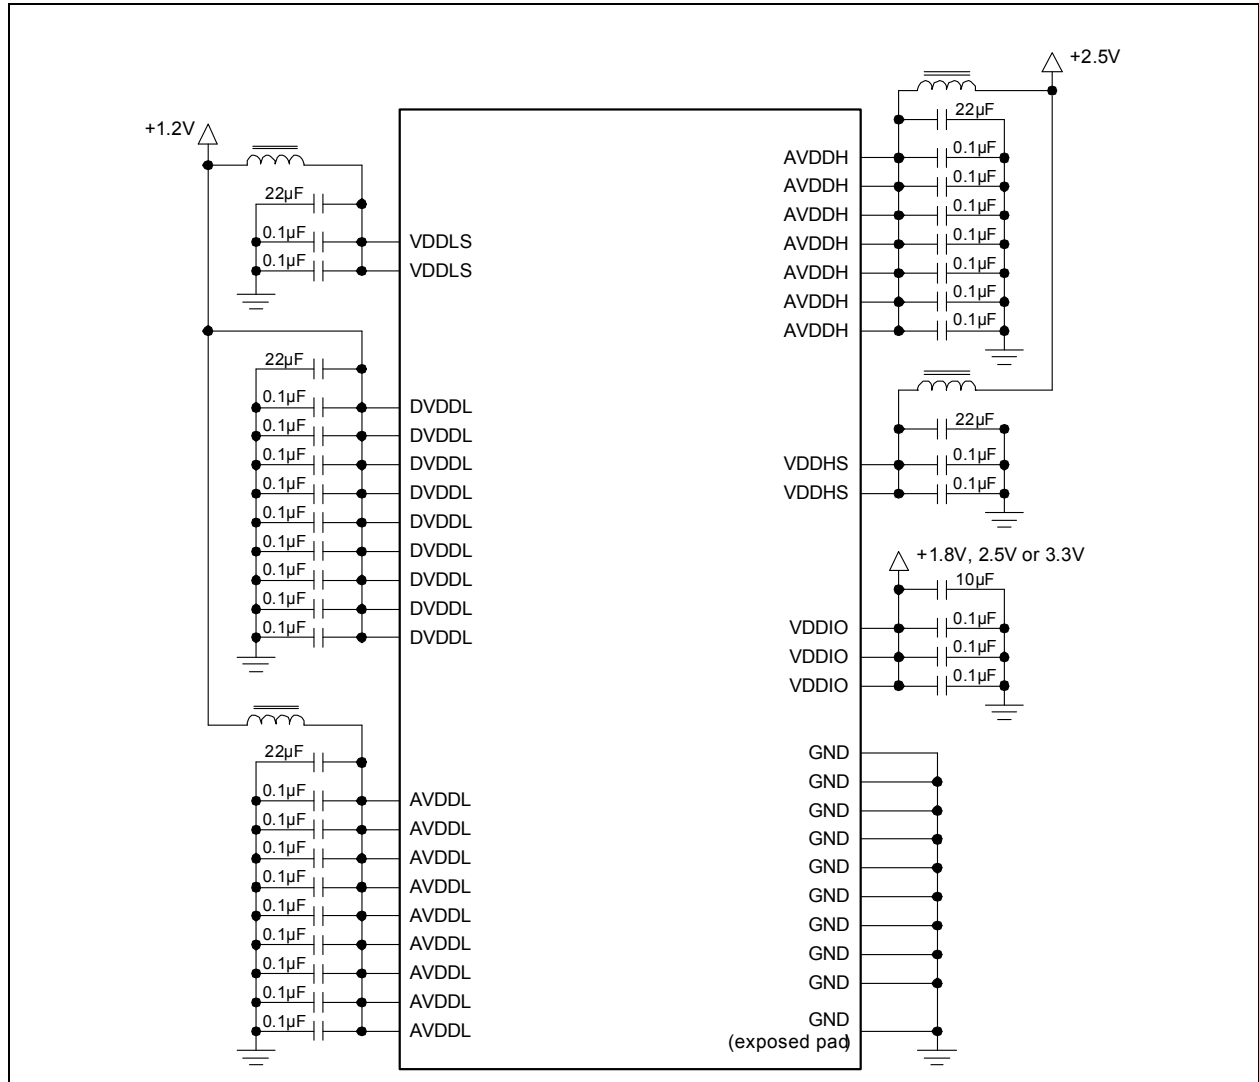 +2.5V
22µF
0.1µF
AVDDH
0.1µF
AVDDH
0.1µF
AVDDH
0.1µF
AVDDH
0.1µF
AVDDH
0.1µF
AVDDH
0.1µF
AVDDH
22µF
0.1µF
VDDHS
0.1µF
VDDHS
+1.8V, 2.5V or 3.3V
10µF
0.1µF
VDDIO
0.1µF
VDDIO
0.1µF
VDDIO
GND
GND
GND
GND
GND
GND
GND
GND
GND
GND
(exposed pad)
+1.2V
22µF
0.1µF
VDDLS
0.1µF
VDDLS
22µF
0.1µF
DVDDL
0.1µF
DVDDL
0.1µF
DVDDL
0.1µF
DVDDL
0.1µF
DVDDL
0.1µF
DVDDL
0.1µF
DVDDL
0.1µF
DVDDL
0.1µF
DVDDL
22µF
0.1µF
AVDDL
0.1µF
AVDDL
0.1µF
AVDDL
0.1µF
AVDDL
0.1µF
AVDDL
0.1µF
AVDDL
0.1µF
AVDDL
0.1µF
AVDDL
0.1µF
AVDDL